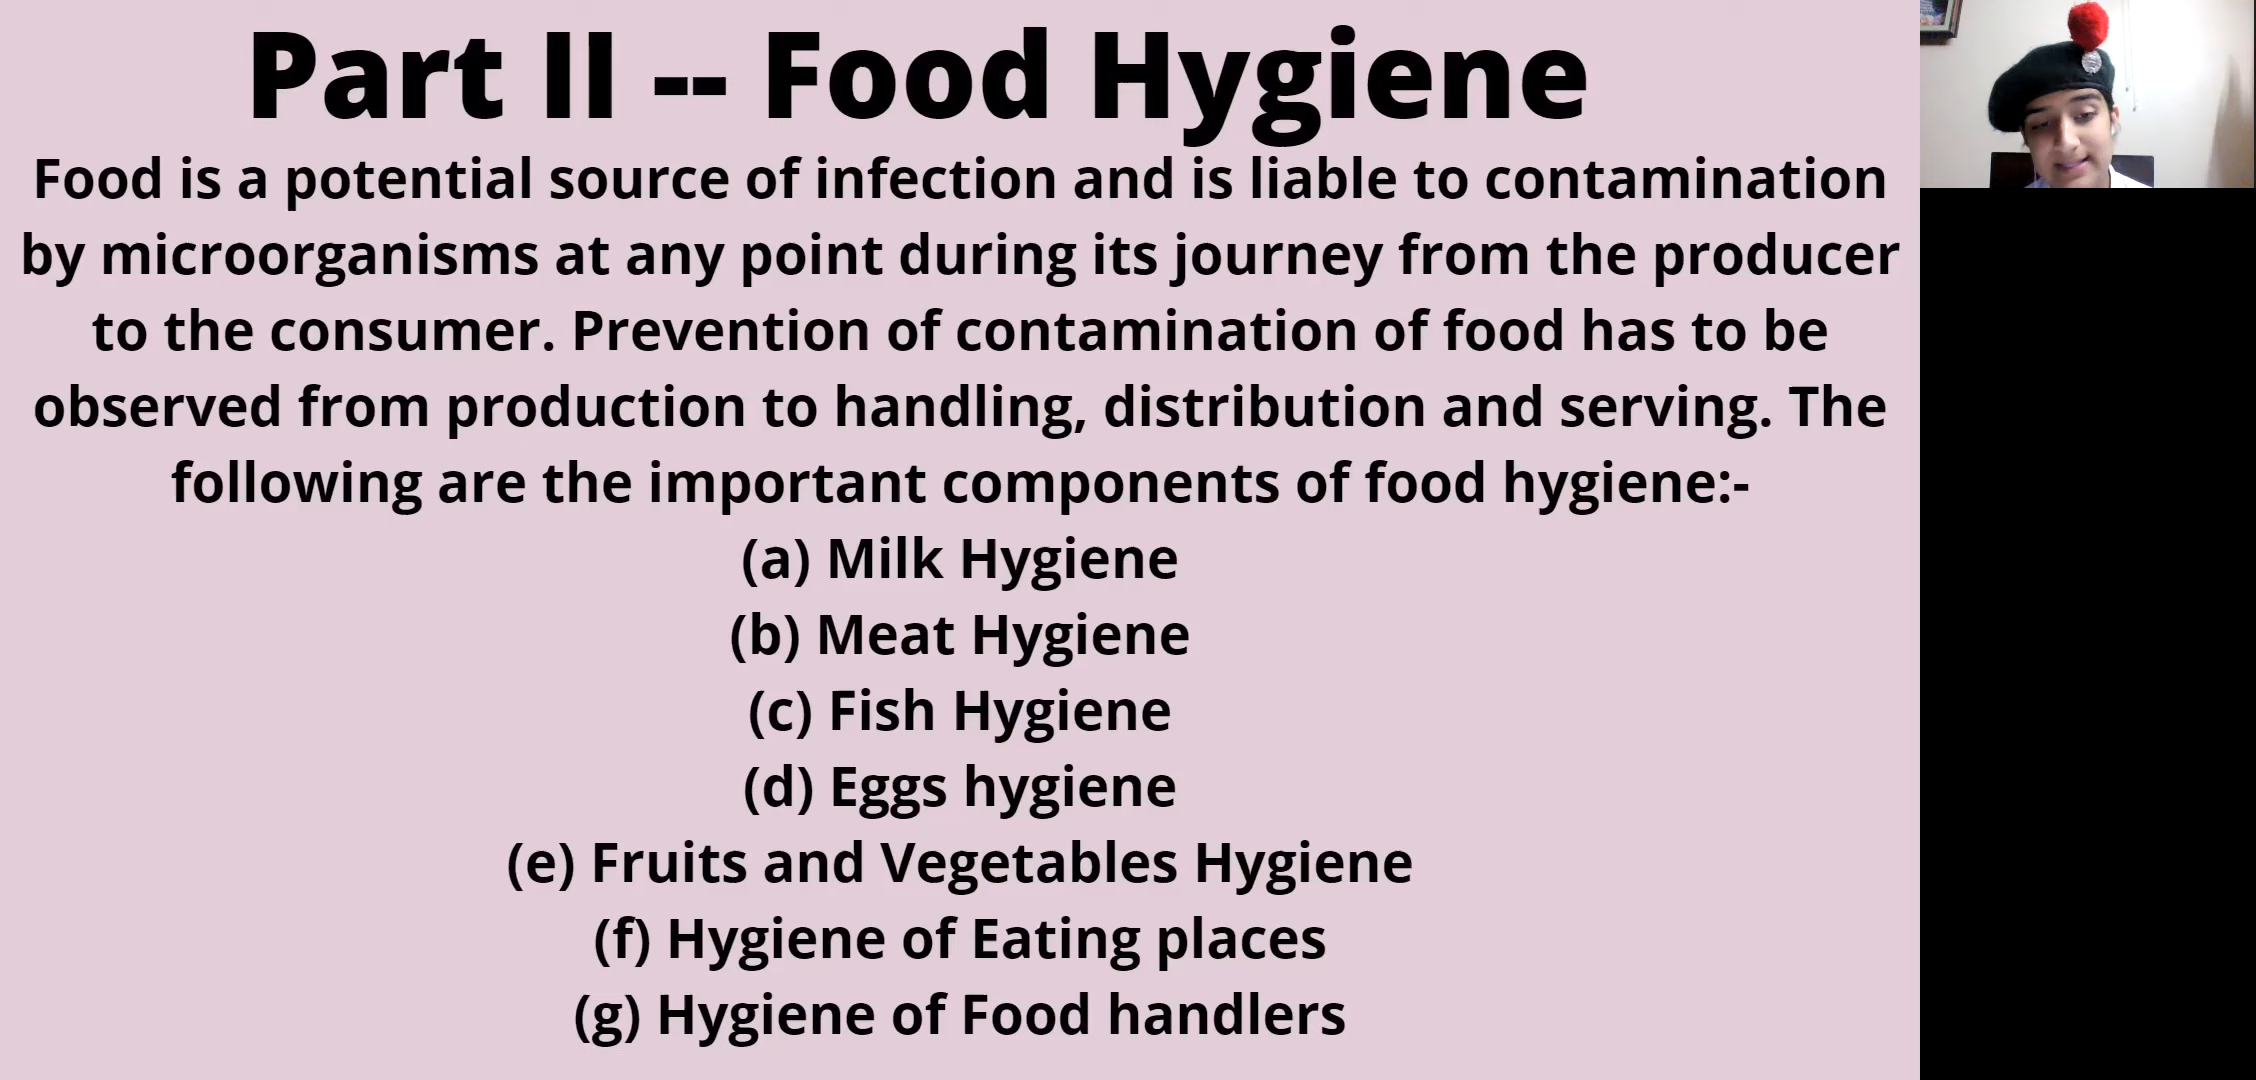 Part II -- Food Hygiene
Food is a potential source of infection and is liable to contamination
by microorganisms at any point during its journey from the producer
to the consumer. Prevention of contamination of food has to be
observed from production to handling, distribution and serving. The
following are the important components of food hygiene:-
(a) Milk Hygiene
(b) Meat Hygiene
(c) Fish Hygiene
(d) Eggs hygiene
(e) Fruits and Vegetables Hygiene
(f) Hygiene of Eating places
(g) Hygiene of Food handlers